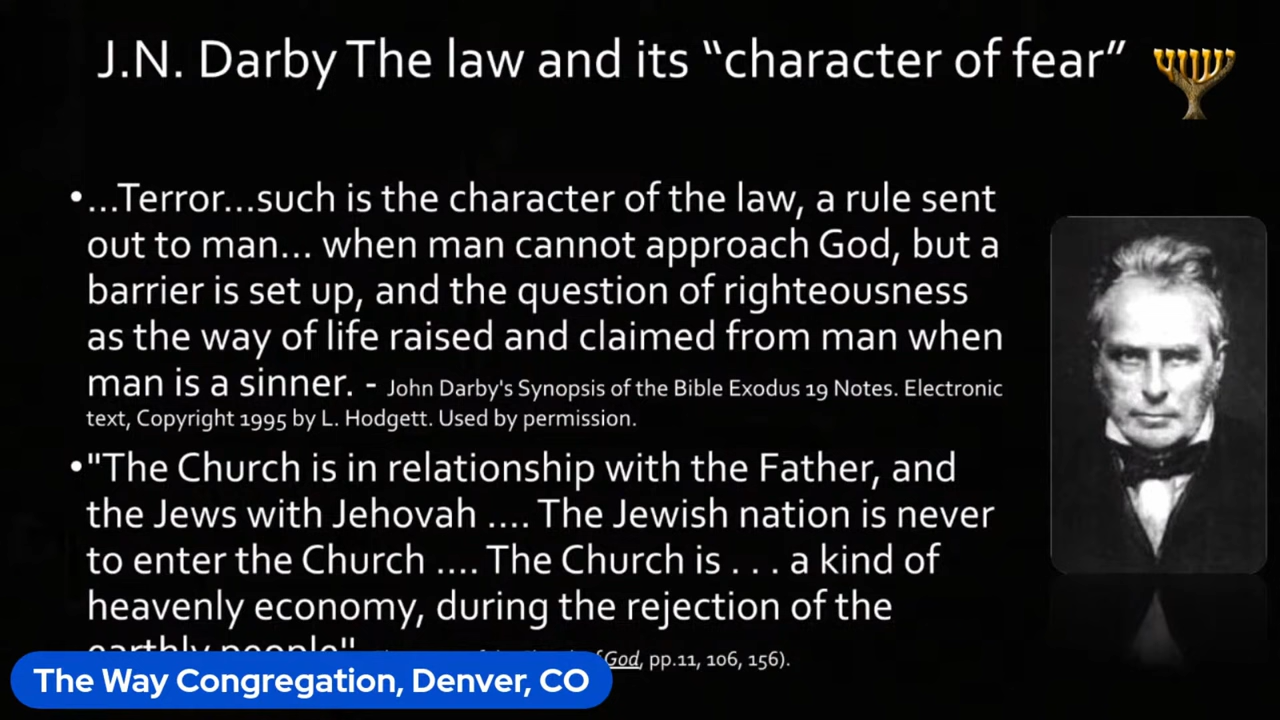 J.N. Darby The law and its “character of fear”
•...Terror...such is the character of the law, a rule sent
out to man... when man cannot approach God, but a
barrier is set up, and the question of righteousness
as the way of life raised and claimed from man when
man is a sinner. - John Darby's Synopsis of the Bible Exodus 19 Notes. Electronic
text, Copyright 1995 by L. Hodgett. Used by permission.
•"The Church is in relationship with the Father, and
the Jews with Jehovah .... The Jewish nation is never
to enter the Church .... The Church is . . . a kind of
heavenly economy, during the rejection of the
earthly people" God, pp.11, 106, 156).
The Way Congregation, Denver, CO